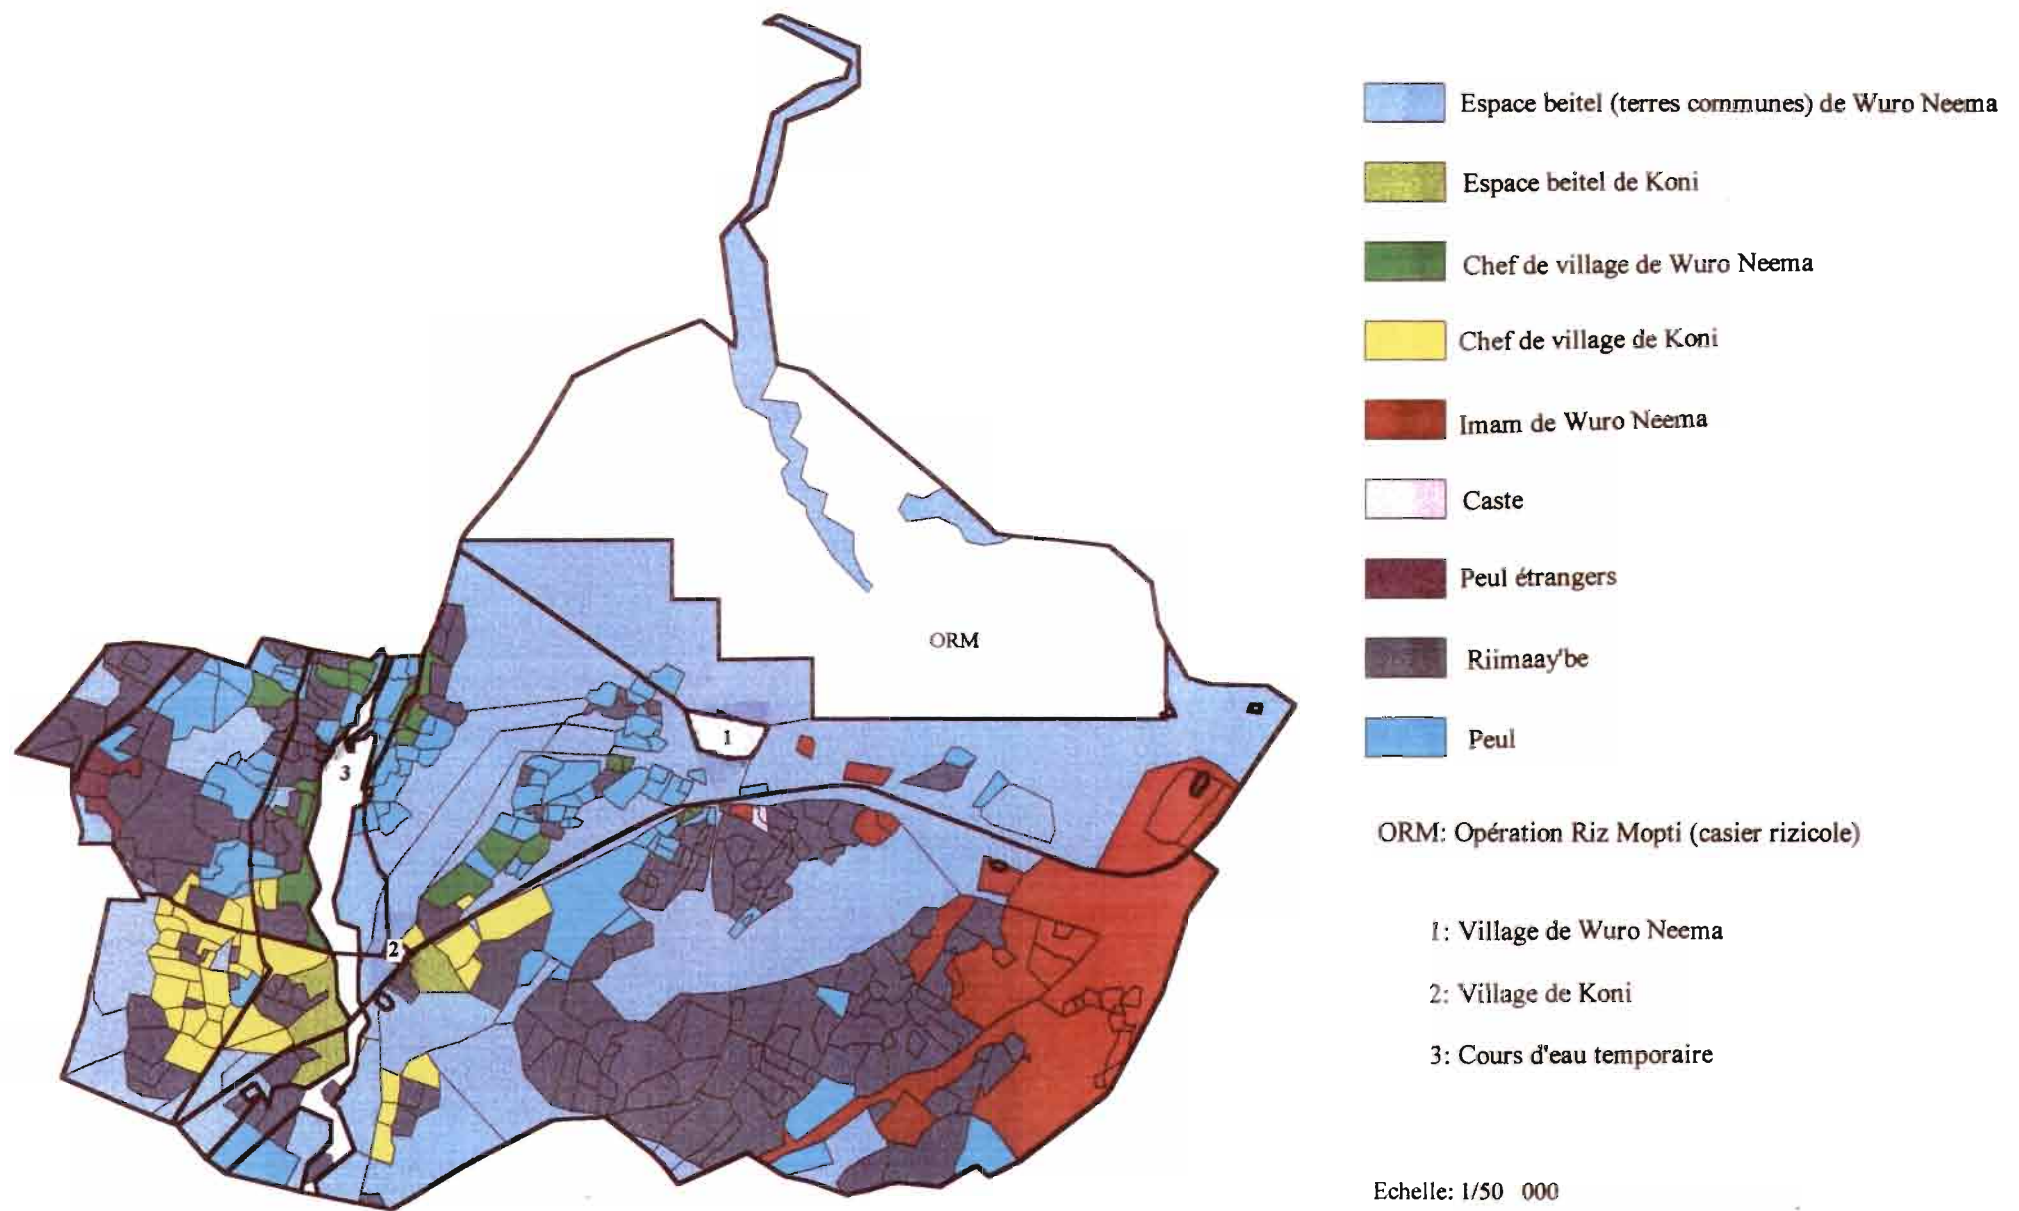 Espace beitel (terres communes) de Wuro Neema
Espace beitel de Koni
Chef de village de Wuro Neema
Chef de village de Koni
Imam de Wuro Neema
Caste
Peul étrangers
Riimaay'be
Peul
ORM: Opération Riz Mopti (casier rizicole)
1: Village de Wuro Neema
2: Village de Koni
3: Cours d'eau temporaire
Echelle: 1/50 000
ORM
1
3
2